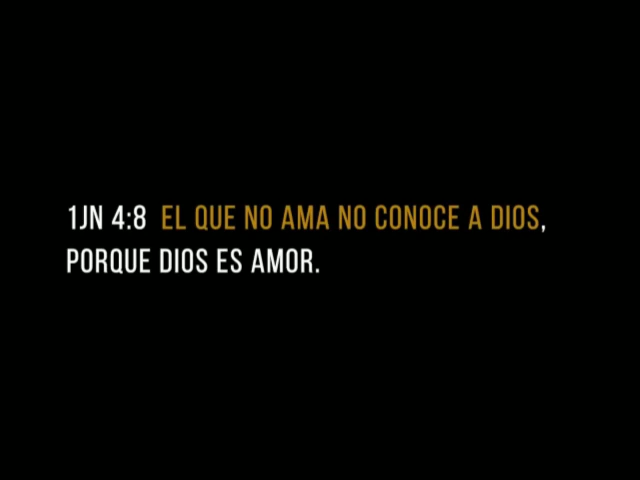 1JN 4:8 EL QUE NO AMA NO CONOCE A DIOS,
PORQUE DIOS ES AMOR.